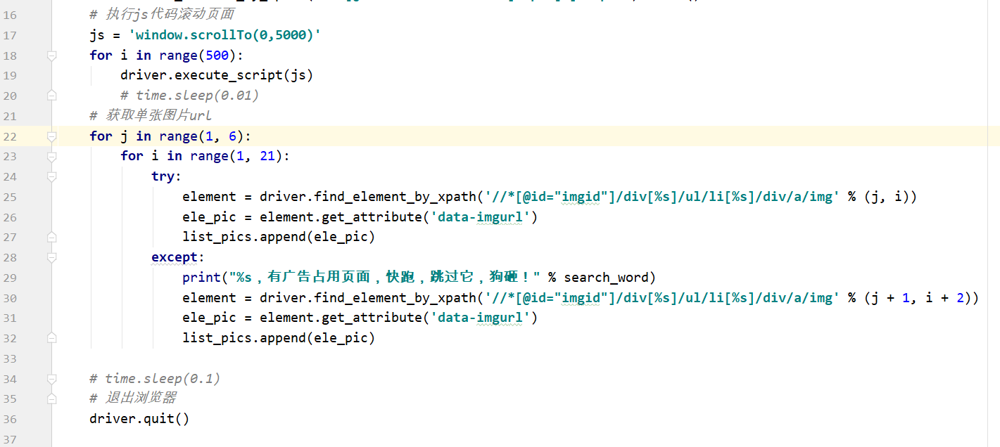 16 # 执行js代码滚动页面
17 js = 'window.scrollTo(0,5000)'
18 for i in range(500):
19 driver.execute_script(js)
20 # time.sleep(0.01)
21 # 获取单张图片url
22 for j in range(1, 6):
23 for i in range(1, 21):
24 try:
25 element = driver.find_element_by_xpath('//*[@id="imgid"]/div[%s]/ul/li[%s]/div/a/img' % (j, i))
26 ele_pic = element.get_attribute('data-imgurl')
27 list_pics.append(ele_pic)
28 except:
29 print("%s，有广告占用页面，快跑，跳过它，狗砸！" % search_word)
30 element = driver.find_element_by_xpath('//*[@id="imgid"]/div[%s]/ul/li[%s]/div/a/img' % (j + 1, i + 2))
31 ele_pic = element.get_attribute('data-imgurl')
32 list_pics.append(ele_pic)
33
34 # time.sleep(0.1)
35 # 退出浏览器
36 driver.quit()
37